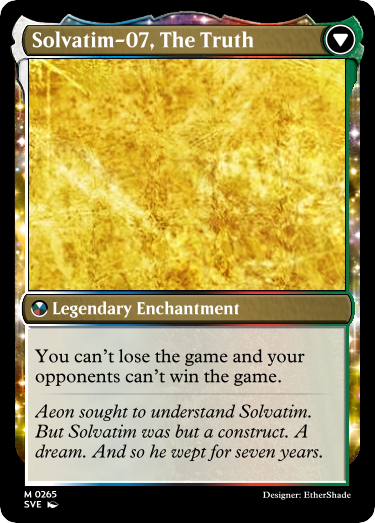 Solvatim-07, The Truth
Legendary Enchantment
You can't lose the game and your
opponents can't win the game.
Aeon sought to understand Solvatim.
But Solvatim was but a construct. A
dream. And so he wept for seven years.
M 0265
SVE
Designer: EtherShade